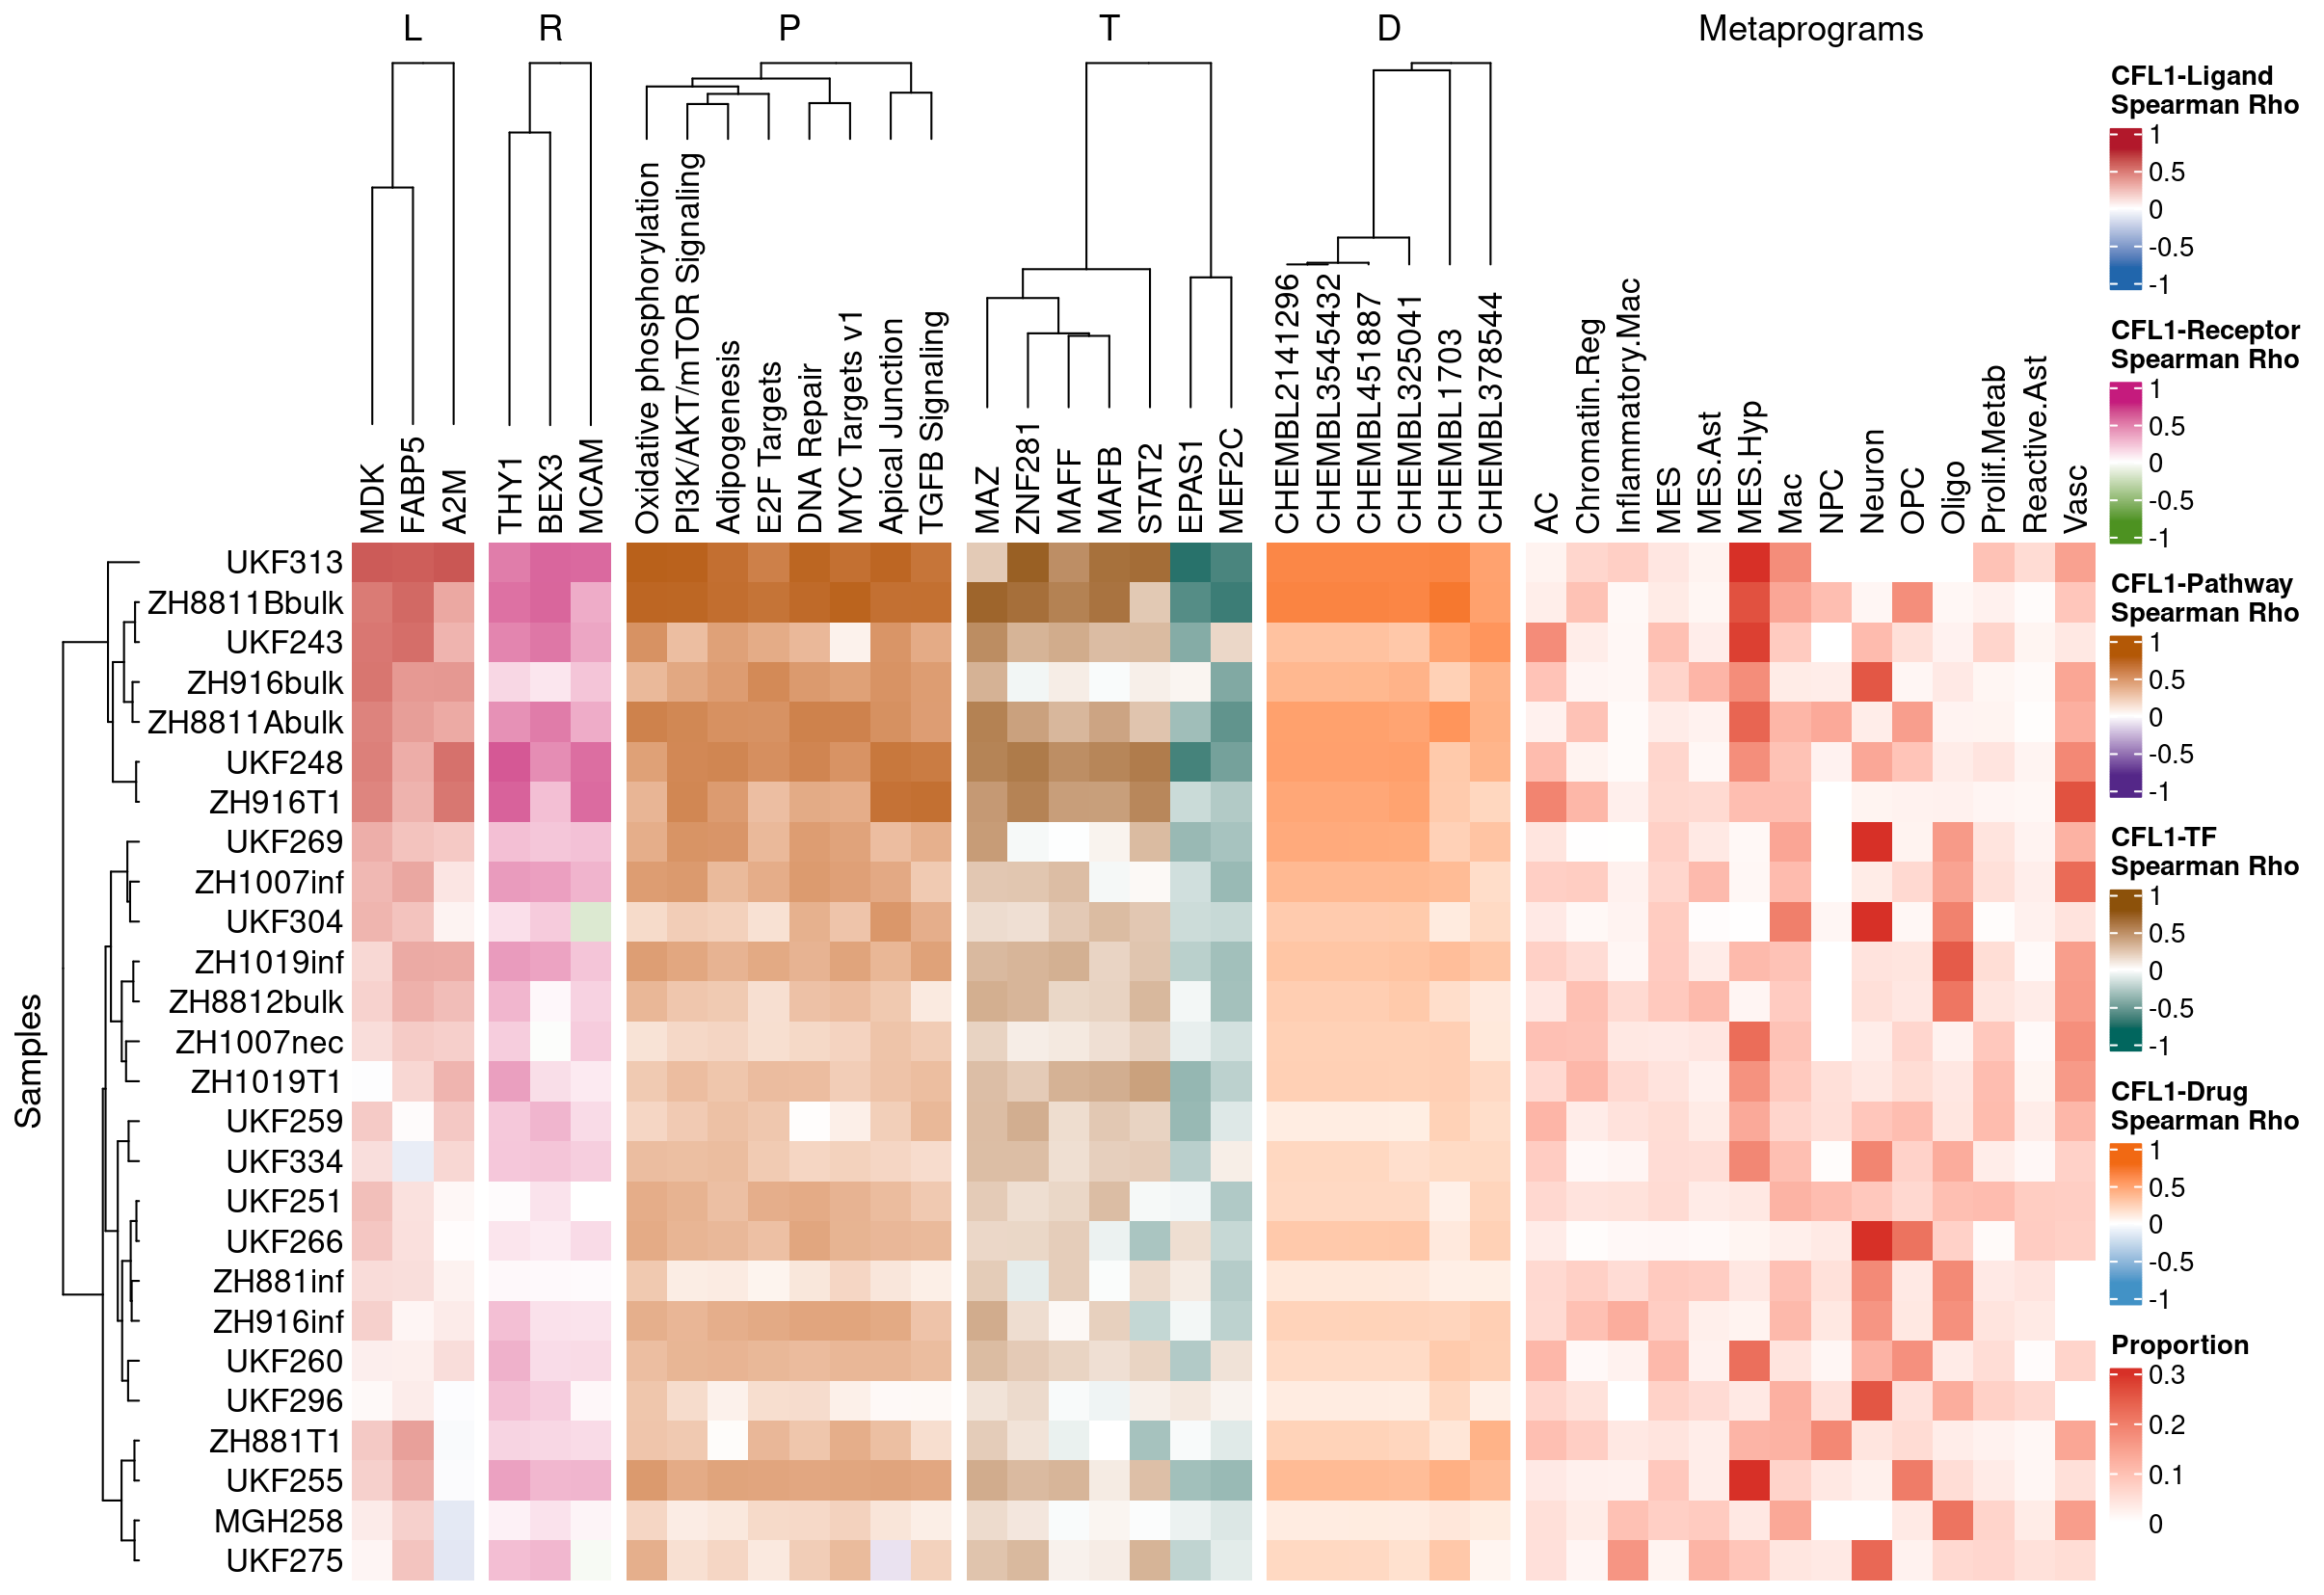 L R P T D Metaprograms
MDK
FABP5
A2M
THY1
BEX3
MCAM
Oxidative phosphorylation
PI3K/AKT/mTOR Signaling
Adipogenesis
E2F Targets
DNA Repair
MYC Targets v1
Apical Junction
TGFB Signaling
MAZ
ZNF281
MAFF
MAFB
STAT2
EPAS1
MEF2C
CHEMBL2141296
CHEMBL3545432
CHEMBL451887
CHEMBL325041
CHEMBL1703
CHEMBL378544
AC
Chromatin.Reg
Inflammatory.Mac
MES
MES.Ast
MES.Hyp
Mac
NPC
Neuron
OPC
Oligo
Prolif.Metab
Reactive.Ast
Vasc
Samples
UKF313
ZH8811Bbulk
UKF243
ZH916bulk
ZH8811Abulk
UKF248
ZH916T1
UKF269
ZH1007inf
UKF304
ZH1019inf
ZH8812bulk
ZH1007nec
ZH1019T1
UKF259
UKF334
UKF251
UKF266
ZH881inf
ZH916inf
UKF260
UKF296
ZH881T1
UKF255
MGH258
UKF275
CFL1-Ligand
Spearman Rho
1
0.5
0
-0.5
-1
CFL1-Receptor
Spearman Rho
1
0.5
0
-0.5
-1
CFL1-Pathway
Spearman Rho
1
0.5
0
-0.5
-1
CFL1-TF
Spearman Rho
1
0.5
0
-0.5
-1
CFL1-Drug
Spearman Rho
1
0.5
0
-0.5
-1
Proportion
0.3
0.2
0.1
0